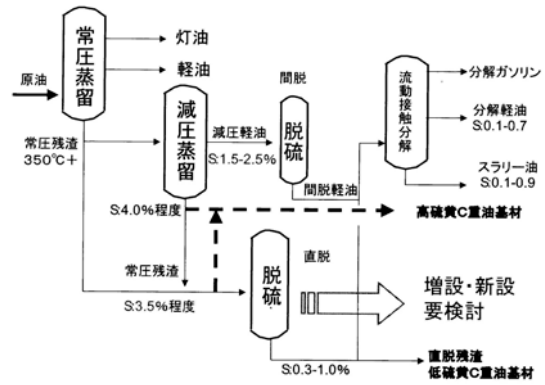 常圧蒸留
灯油
軽油
原油
常圧残渣
350℃+
減圧蒸留
減圧軽油
S:1.5-2.5%
間脱
脱硫
間脱軽油
流動接触分解
分解ガソリン
分解軽油
S:0.1-0.7
スラリー油
S:0.1-0.9
S:4.0%程度
高硫黄C重油基材
常圧残渣
S:3.5%程度
脱硫
直脱
増設・新設
要検討
S:0.3-1.0%
直脱残渣
低硫黄C重油基材